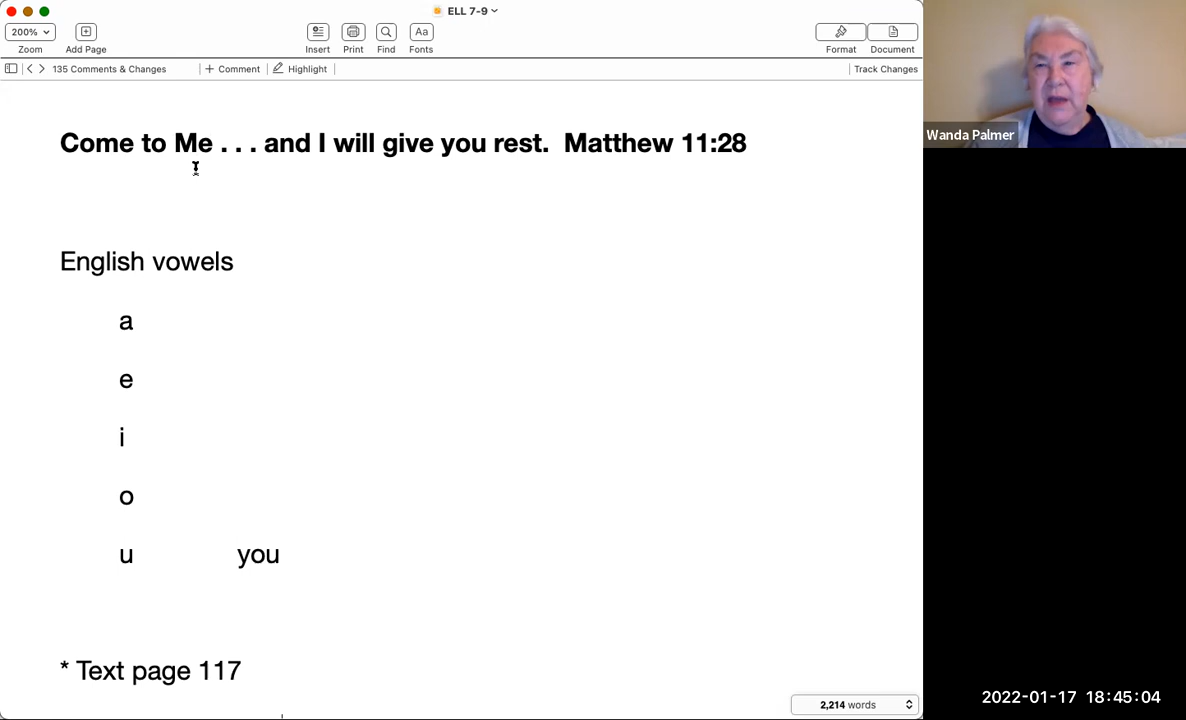 ELL 7-9
200%
Zoom
Add Page
Insert
Print
Find
Aa
Fonts
Format
Document
135 Comments & Changes
+ Comment
Highlight
Track Changes
Come to Me . . . and I will give you rest.  Matthew 11:28
English vowels
a
e
i
o
u you
* Text page 117
2,214 words
Wanda Palmer
2022-01-17 18:45:04